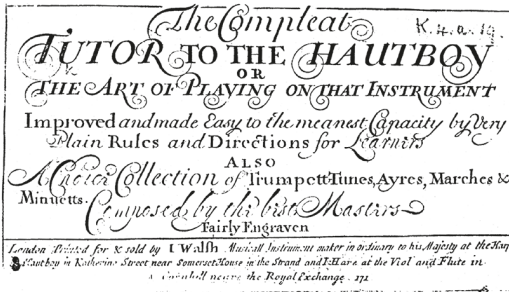 The Compleat
K.4.a.19.
TUTOR TO THE HAUTBOY
OR
THE ART OF PLAYING ON THAT INSTRUMENT
Improved and made Easy to the meanest Capacity by Very
Plain Rules and Directions for Learners
ALSO
A Choice Collection of Trumpett Tunes, Ayres, Marches &
Minuetts. Composed by the best Masters
Fairly Engraven
London Printed for & sold by I Walsh Musicall Instrument maker in ordinary to his Majesty at the Harp
& Hautboy in Katherine Street near Somerset House in the Strand and I. Hare at the Viol and Flute in
Cornhill neare the Royal Exchange. 171